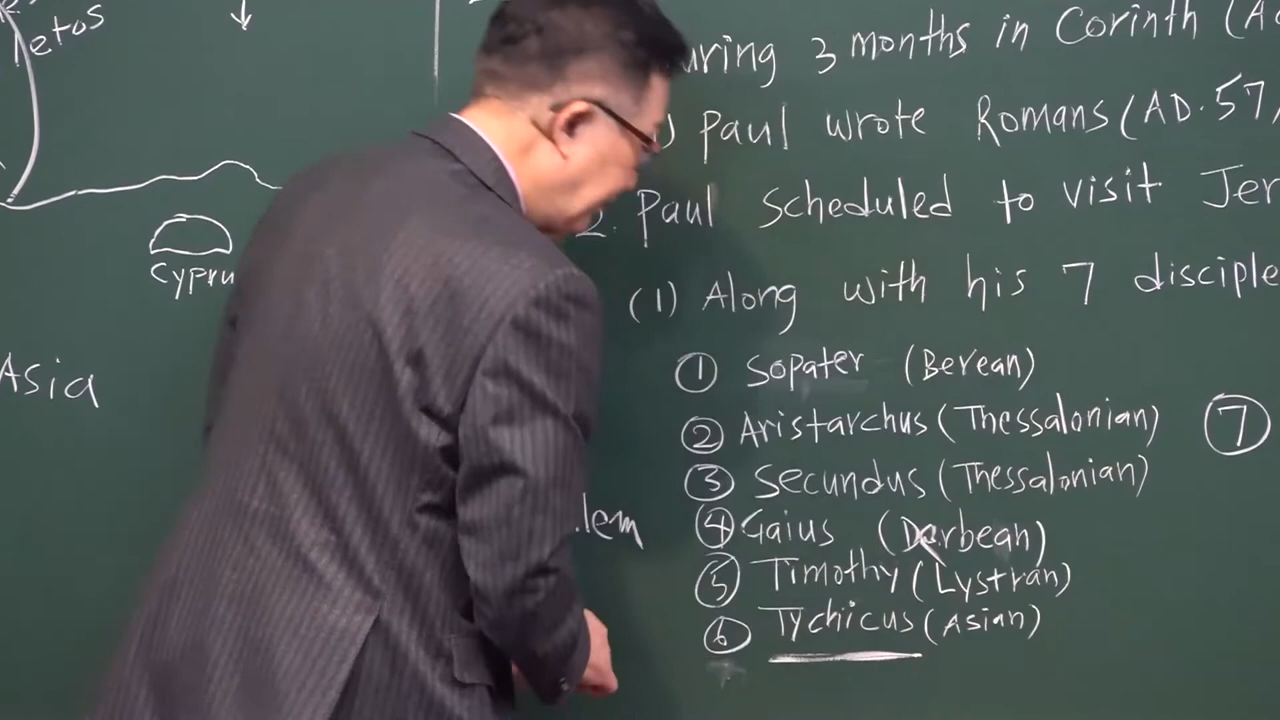 Cypru
Asia
lem
3 months in Corinth (A
Paul wrote Romans (AD. 57)
2. Paul scheduled to visit Jer
(1) Along with his 7 disciple
① Sopater (Berean)
② Aristarchus (Thessalonian) ⑦
③ Secundus (Thessalonian)
④ Gaius (Derbean)
⑤ Timothy (Lystran)
⑥ Tychicus (Asian)